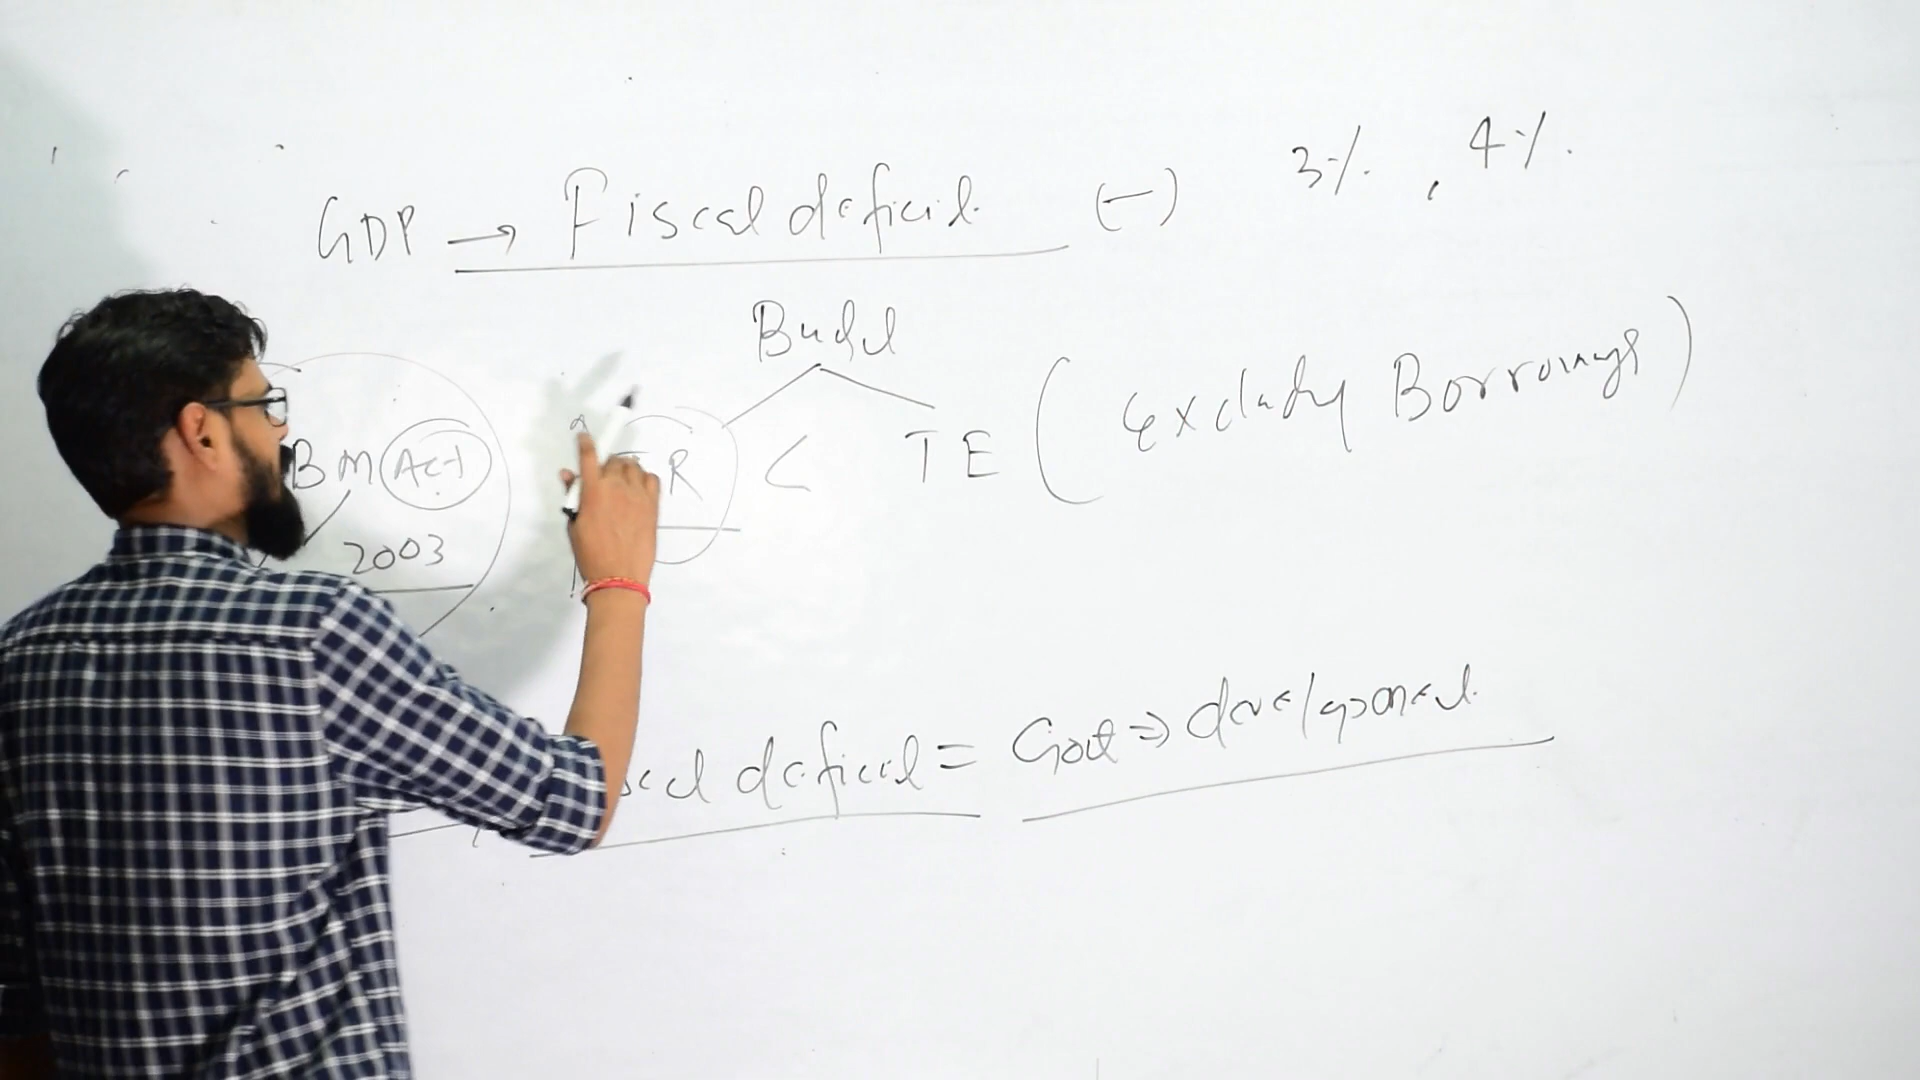 3%. , 4%.
GDP → Fiscal deficit (-)
Budget
BM Act R < TE ( Excluding Borrowings )
2003
deficit = Govt ⇒ development